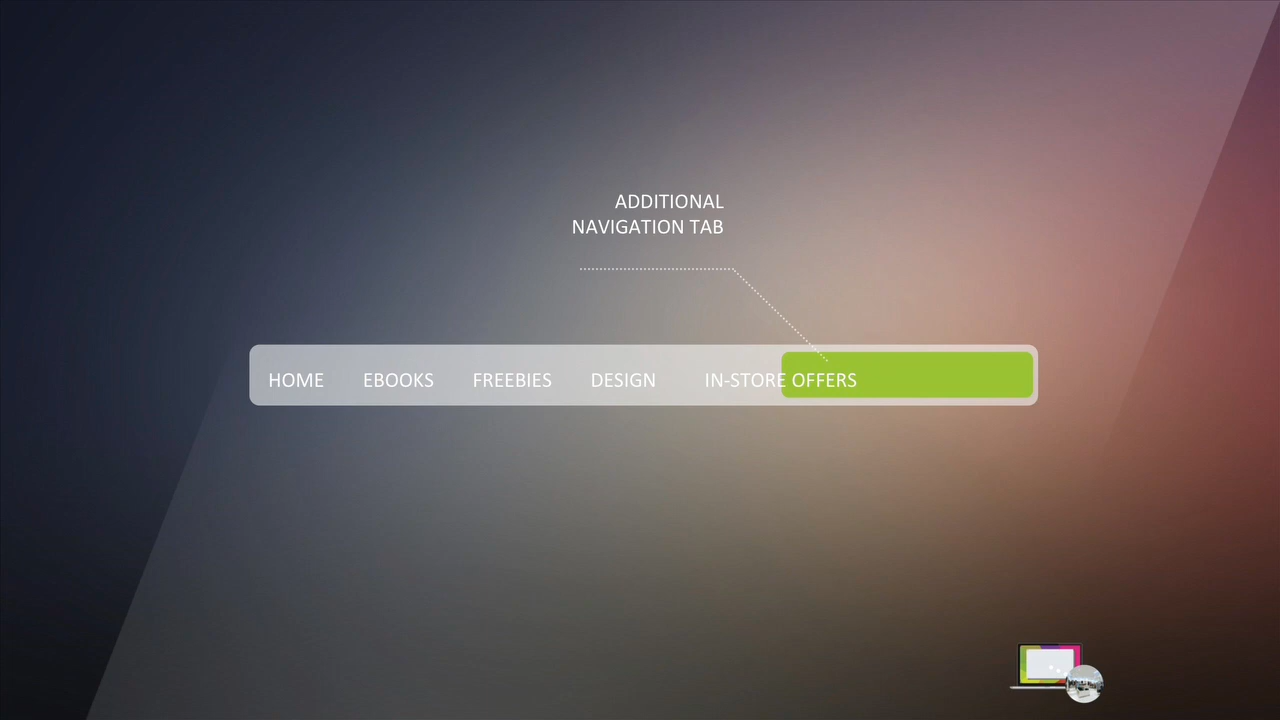 ADDITIONAL
NAVIGATION TAB
HOME EBOOKS FREEBIES DESIGN IN-STORE OFFERS